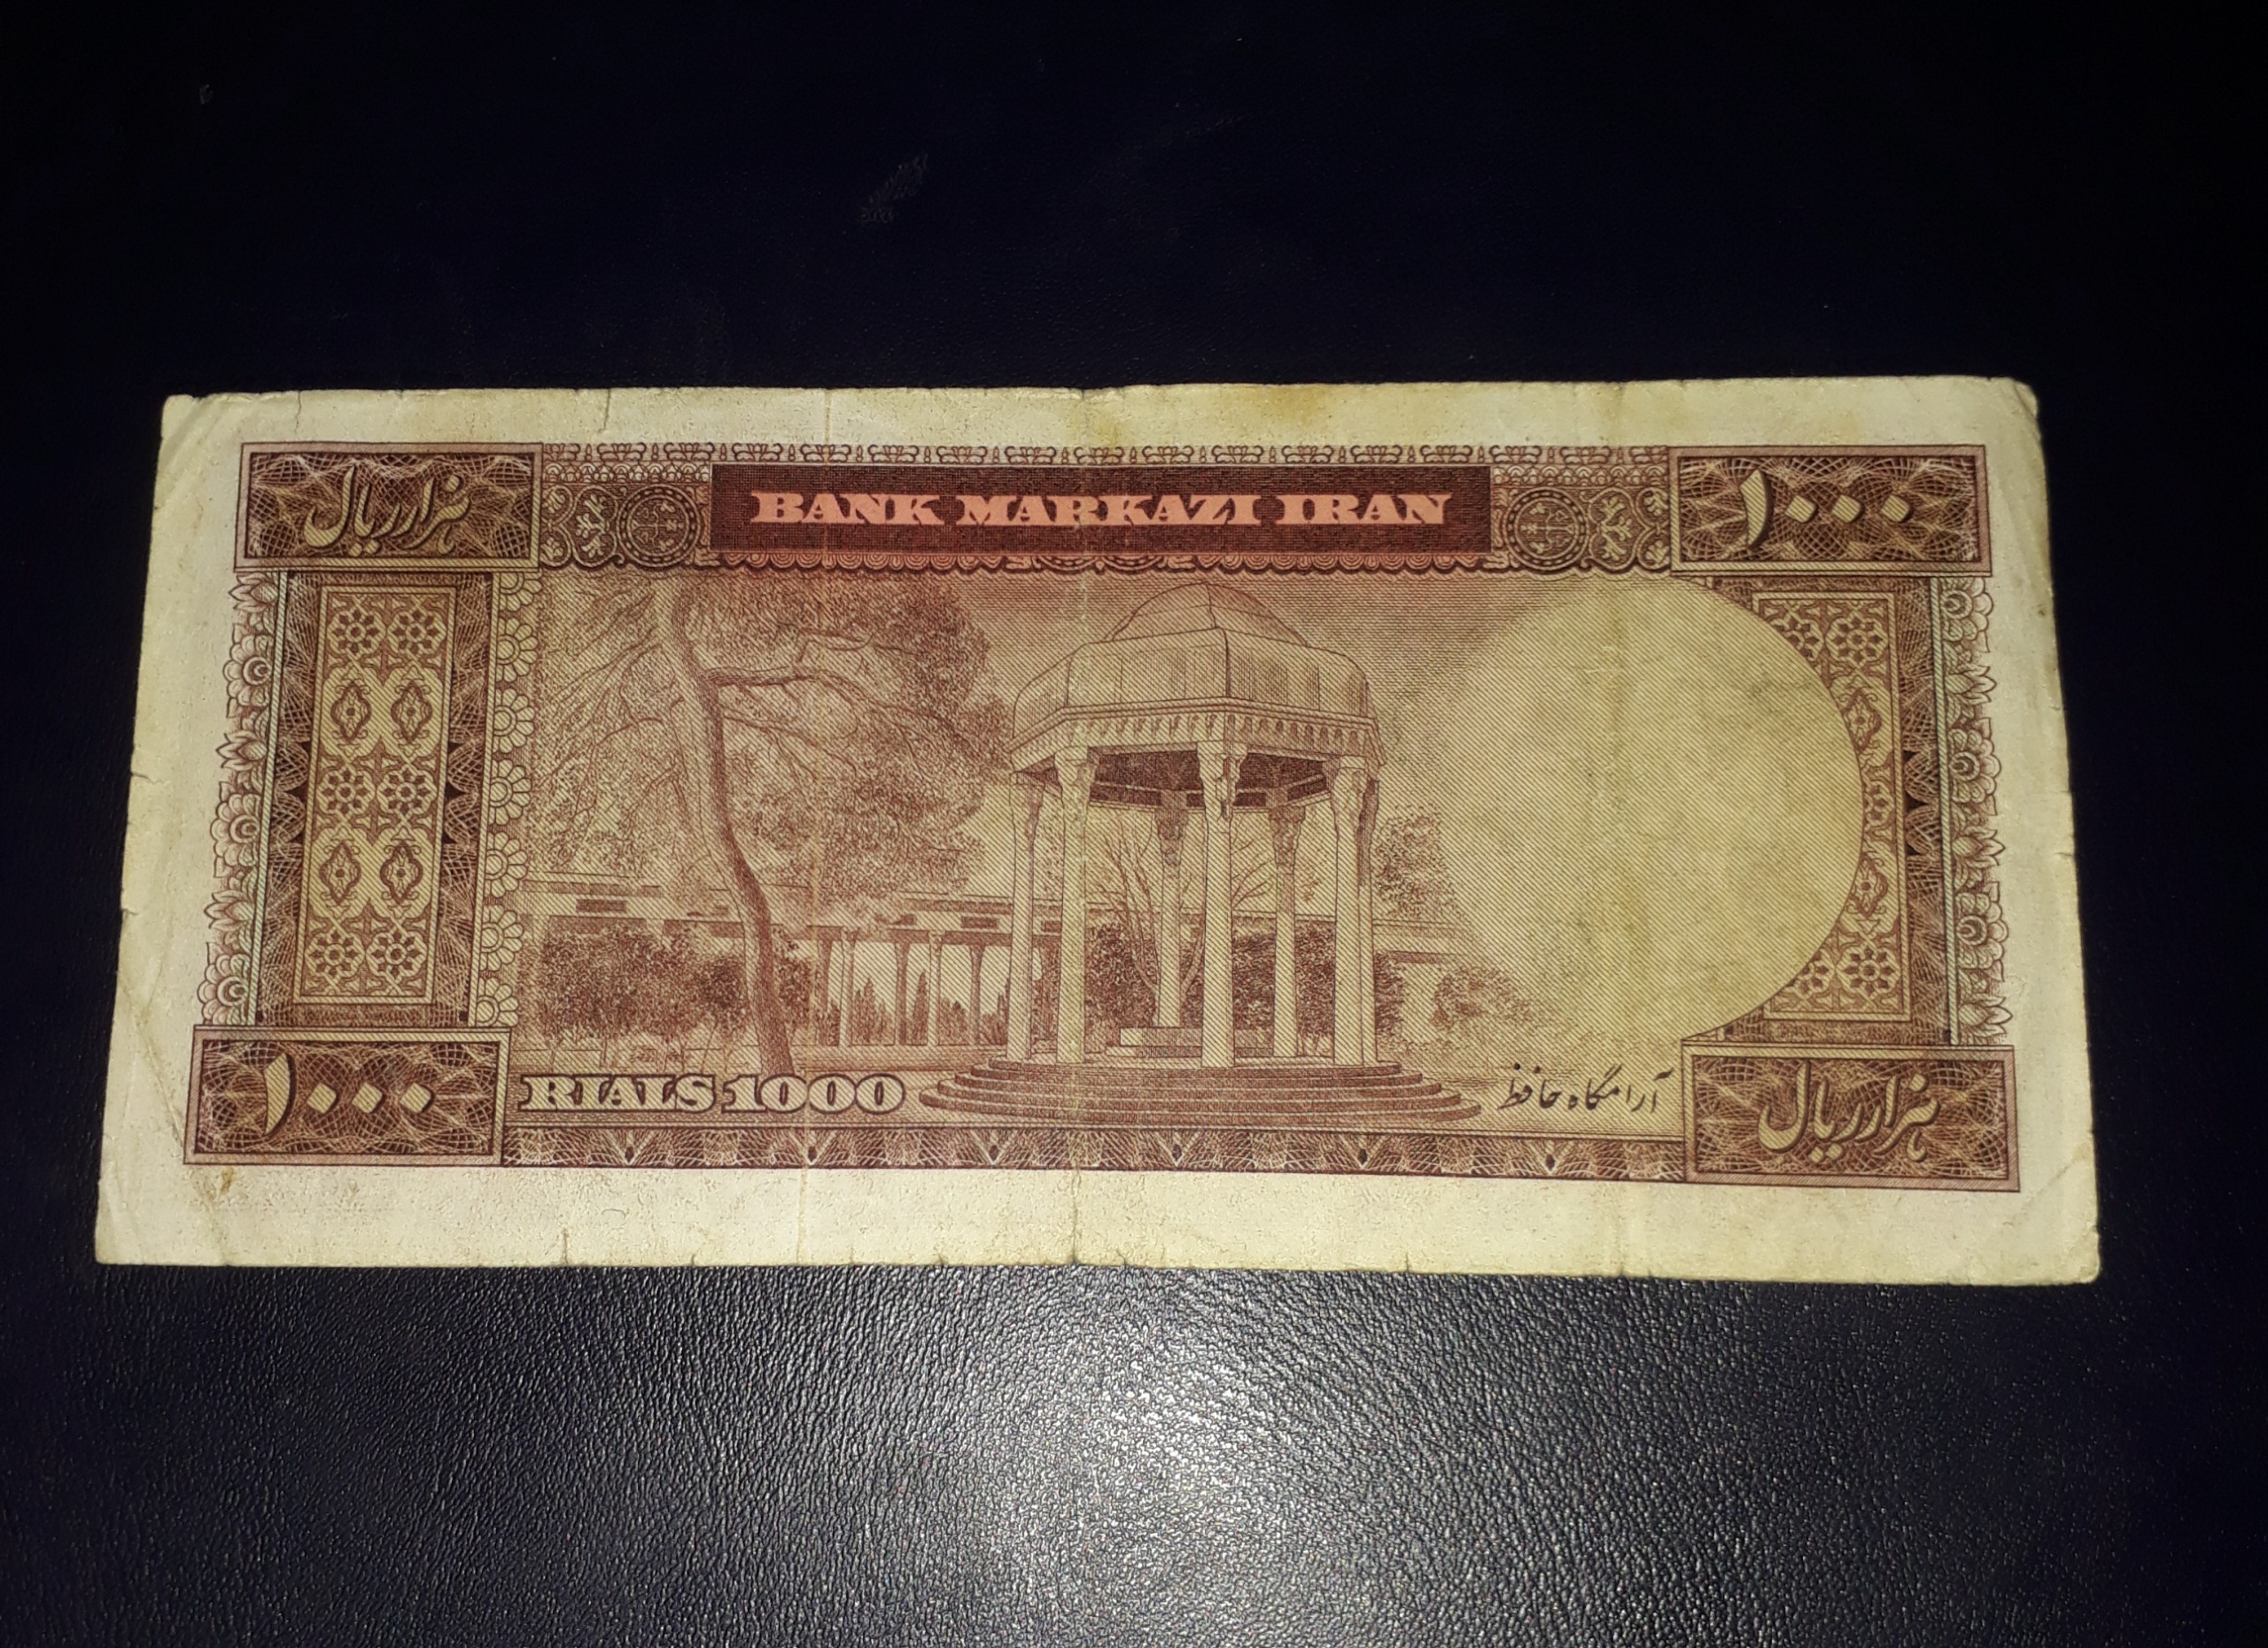 هزار ریال
BANK MARKAZI IRAN
۱۰۰۰
۱۰۰۰
RIALS 1000
آرامگاه حافظ
هزار ریال